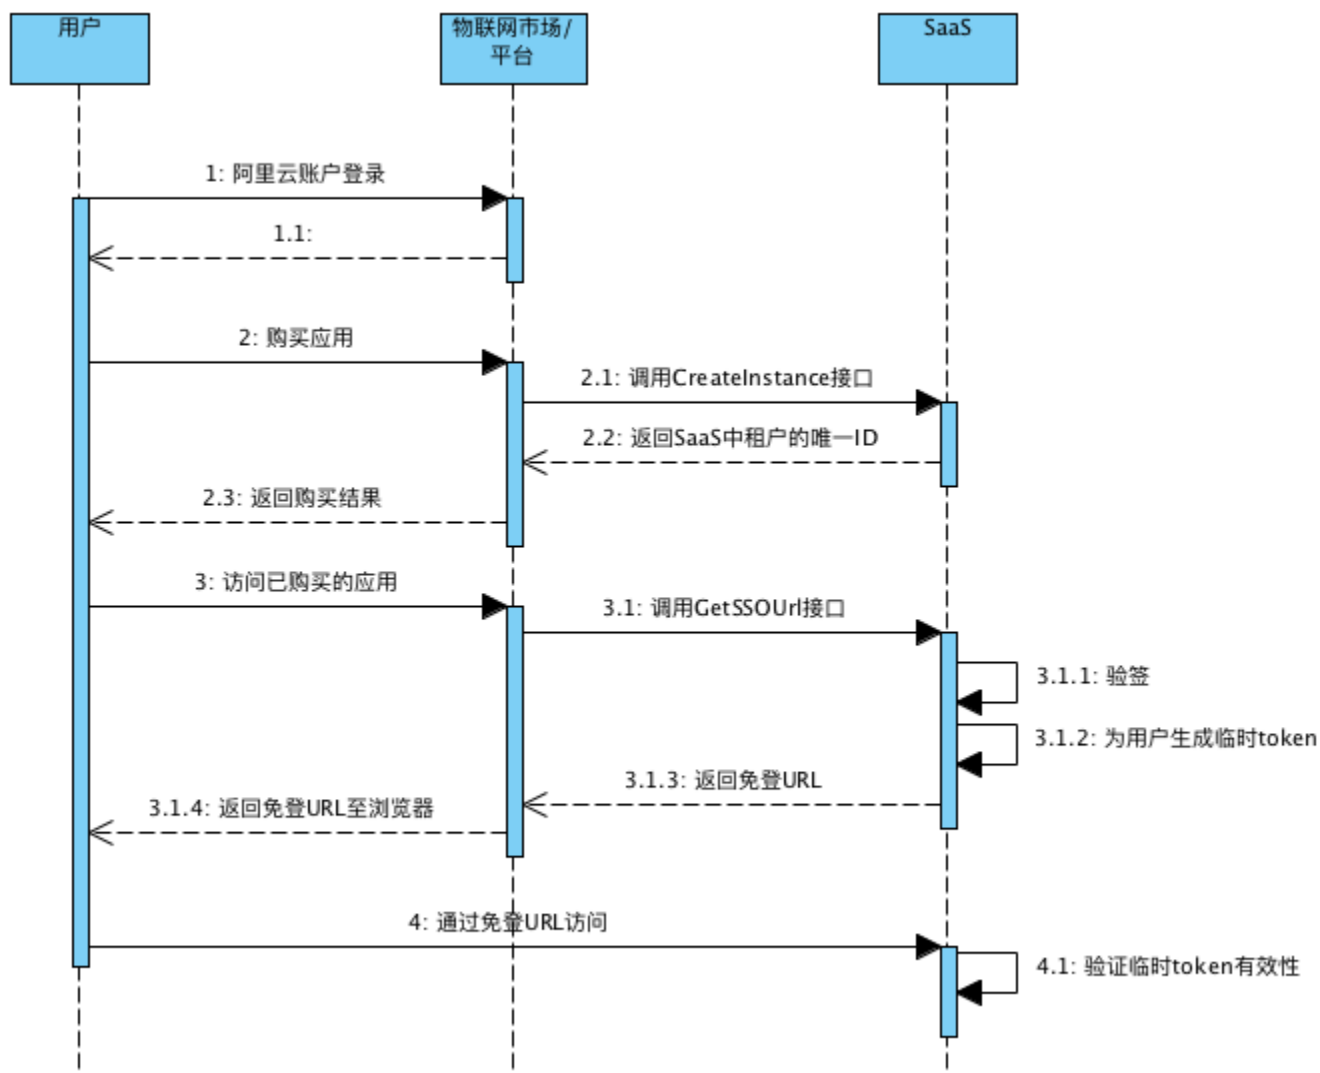 用户
物联网市场/
平台
SaaS
1: 阿里云账户登录
1.1:
2: 购买应用
2.1: 调用CreateInstance接口
2.2: 返回SaaS中租户的唯一ID
2.3: 返回购买结果
3: 访问已购买的应用
3.1: 调用GetSSOUrl接口
3.1.1: 验签
3.1.2: 为用户生成临时token
3.1.3: 返回免登URL
3.1.4: 返回免登URL至浏览器
4: 通过免登URL访问
4.1: 验证临时token有效性